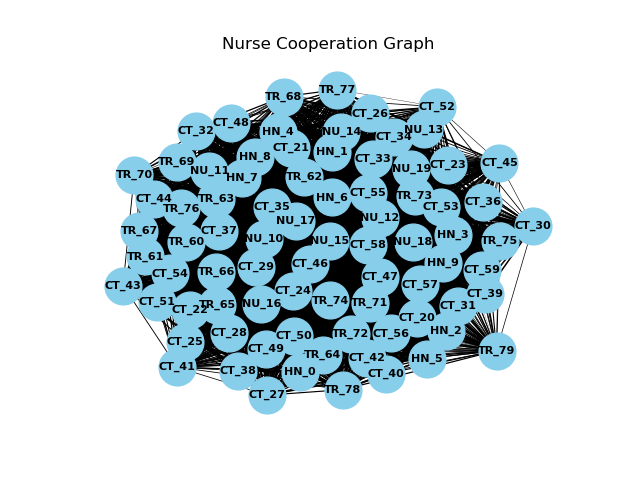 Nurse Cooperation Graph
TR_77
TR_68
CT_52
CT_26
CT_48
CT_32
HN_4
NU_14
NU_13
CT_34
CT_21
HN_1
HN_8
CT_33
TR_69
CT_45
CT_23
NU_19
NU_11
TR_70
HN_7
TR_62
CT_55
TR_73
HN_6
CT_44
TR_63
CT_36
TR_76
CT_35
CT_53
NU_12
NU_17
CT_30
TR_67
CT_37
HN_3
NU_10
NU_15
TR_60
NU_18
TR_75
CT_58
TR_61
HN_9
CT_46
CT_29
CT_59
TR_66
CT_54
CT_47
CT_57
CT_43
CT_24
CT_39
TR_74
CT_51
TR_71
NU_16
TR_65
CT_31
CT_22
CT_20
HN_2
CT_28
CT_50
TR_72
CT_56
CT_25
CT_49
TR_79
TR_64
CT_42
HN_5
CT_41
CT_38
HN_0
CT_40
TR_78
CT_27